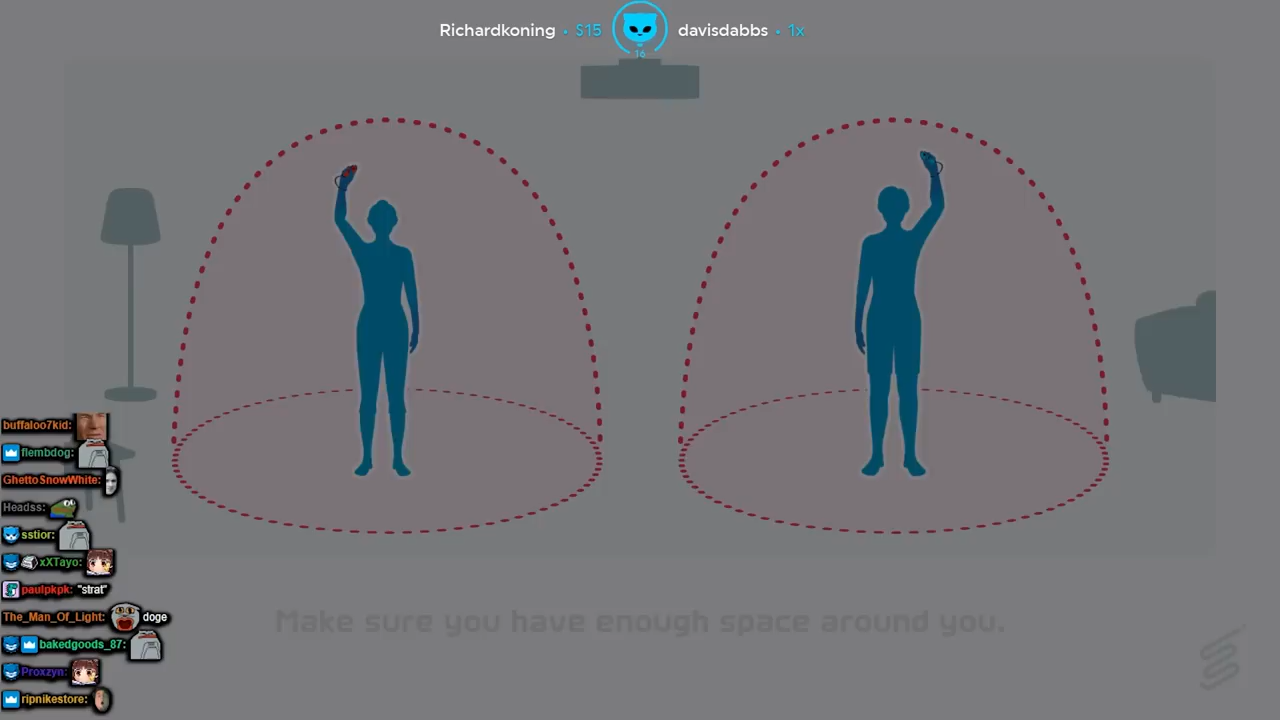 Richardkoning • $15 davisdabbs • 1x
16
buffaloo7kid:
flembdog:
GhettoSnowWhite:
Headss:
sstior:
xXTayo:
paulpkpk: "strat"
The_Man_Of_Light: doge
bakedgoods_87:
Proxzyn:
ripnikestore:
Make sure you have enough space around you.